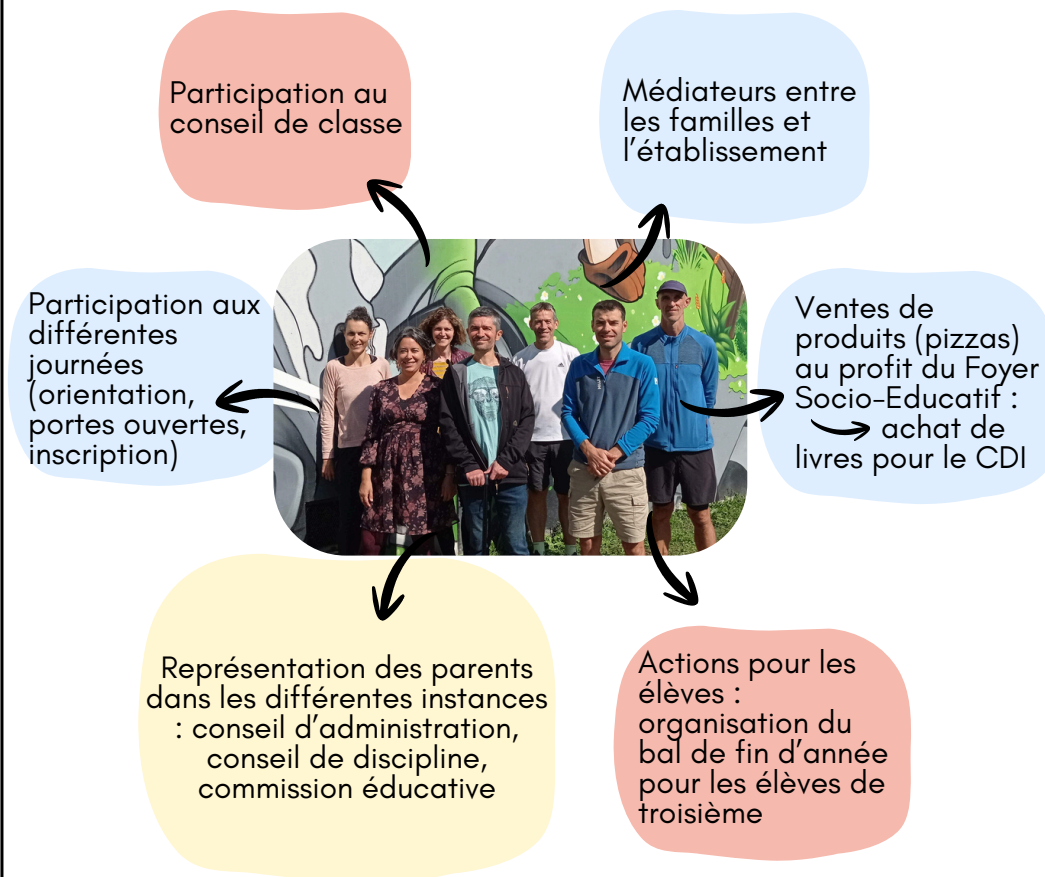 Participation au
conseil de classe
Médiateurs entre
les familles et
l'établissement
Participation aux
différentes
journées
(orientation,
portes ouvertes,
inscription)
Ventes de
produits (pizzas)
au profit du Foyer
Socio-Educatif :
achat de
livres pour le CDI
Représentation des parents
dans les différentes instances
: conseil d'administration,
conseil de discipline,
commission éducative
Actions pour les
élèves :
organisation du
bal de fin d'année
pour les élèves de
troisième